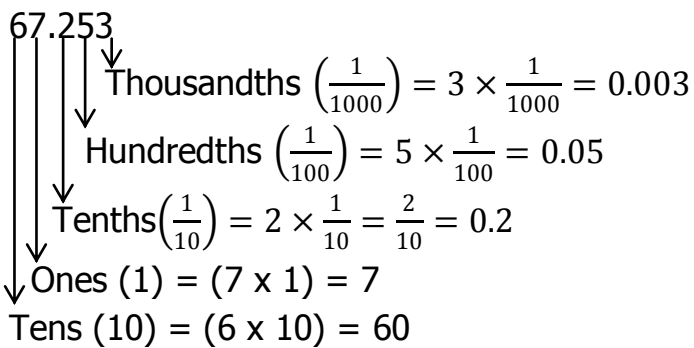 67.253
Thousandths (1/1000) = 3 × 1/1000 = 0.003
Hundredths (1/100) = 5 × 1/100 = 0.05
Tenths(1/10) = 2 × 1/10 = 2/10 = 0.2
Ones (1) = (7 x 1) = 7
Tens (10) = (6 x 10) = 60